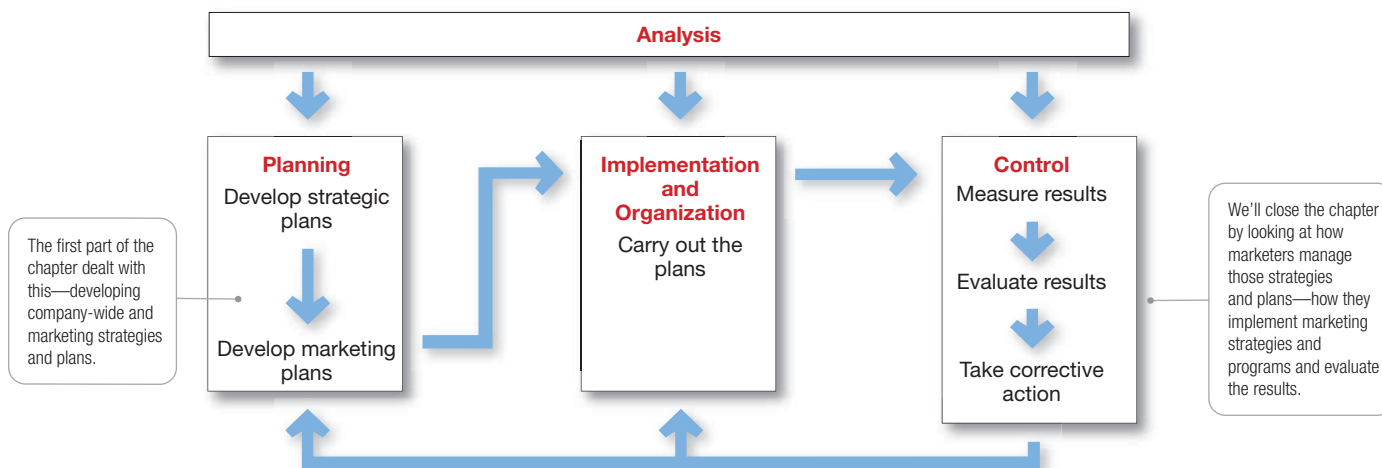 Analysis
Planning
Develop strategic
plans
Develop marketing
plans
Implementation
and
Organization
Carry out the
plans
Control
Measure results
Evaluate results
Take corrective
action
The first part of the
chapter dealt with
this—developing
company-wide and
marketing strategies
and plans.
We’ll close the chapter
by looking at how
marketers manage
those strategies
and plans—how they
implement marketing
strategies and
programs and evaluate
the results.